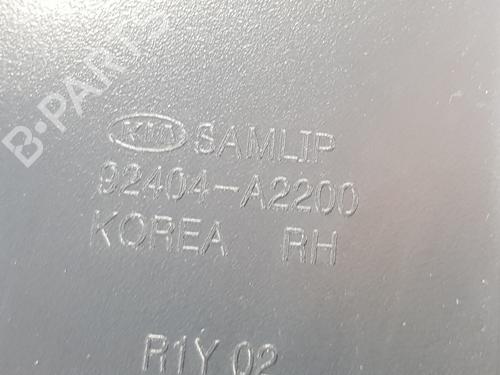 B-PARTS
KIA SAMLIP
92404-A2200
KOREA RH
R1Y 02